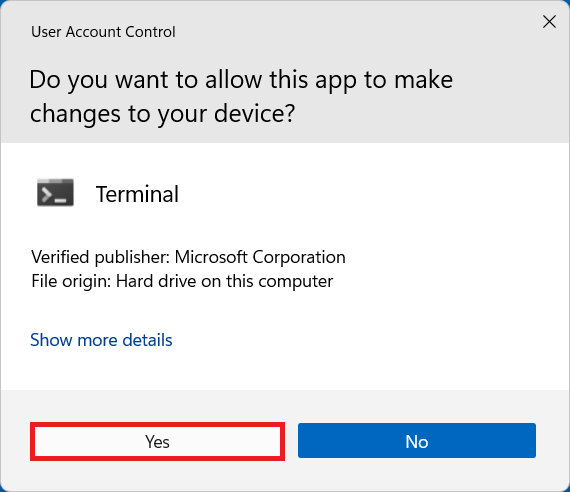 User Account Control
Do you want to allow this app to make
changes to your device?
Terminal
Verified publisher: Microsoft Corporation
File origin: Hard drive on this computer
Show more details
Yes
No